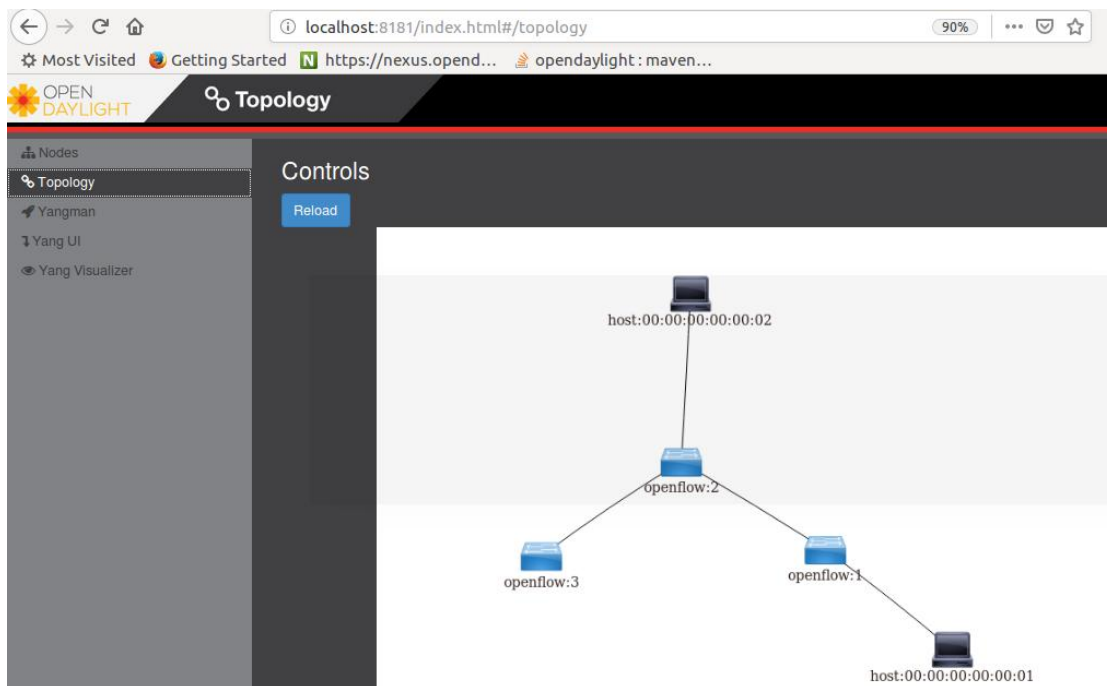 localhost:8181/index.html#/topology 90%
Most Visited Getting Started N https://nexus.opend... opendaylight : maven...
OPEN
DAYLIGHT
Topology
Nodes
Topology
Yangman
Yang UI
Yang Visualizer
Controls
Reload
host:00:00:00:00:00:02
openflow:2
openflow:3
openflow:1
host:00:00:00:00:00:01